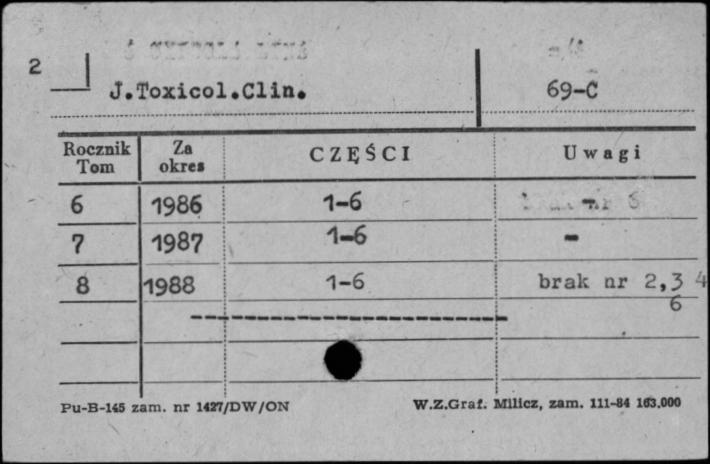 2
J.Toxicol.Clin. 69-C
Rocznik Tom Za okres CZĘŚCI Uwagi
6 1986 1-6 -
7 1987 1-6 -
8 1988 1-6 brak nr 2,3 4
6
Pu-B-145 zam. nr 1427/DW/ON W.Z.Graf. Milicz, zam. 111-84 163.000